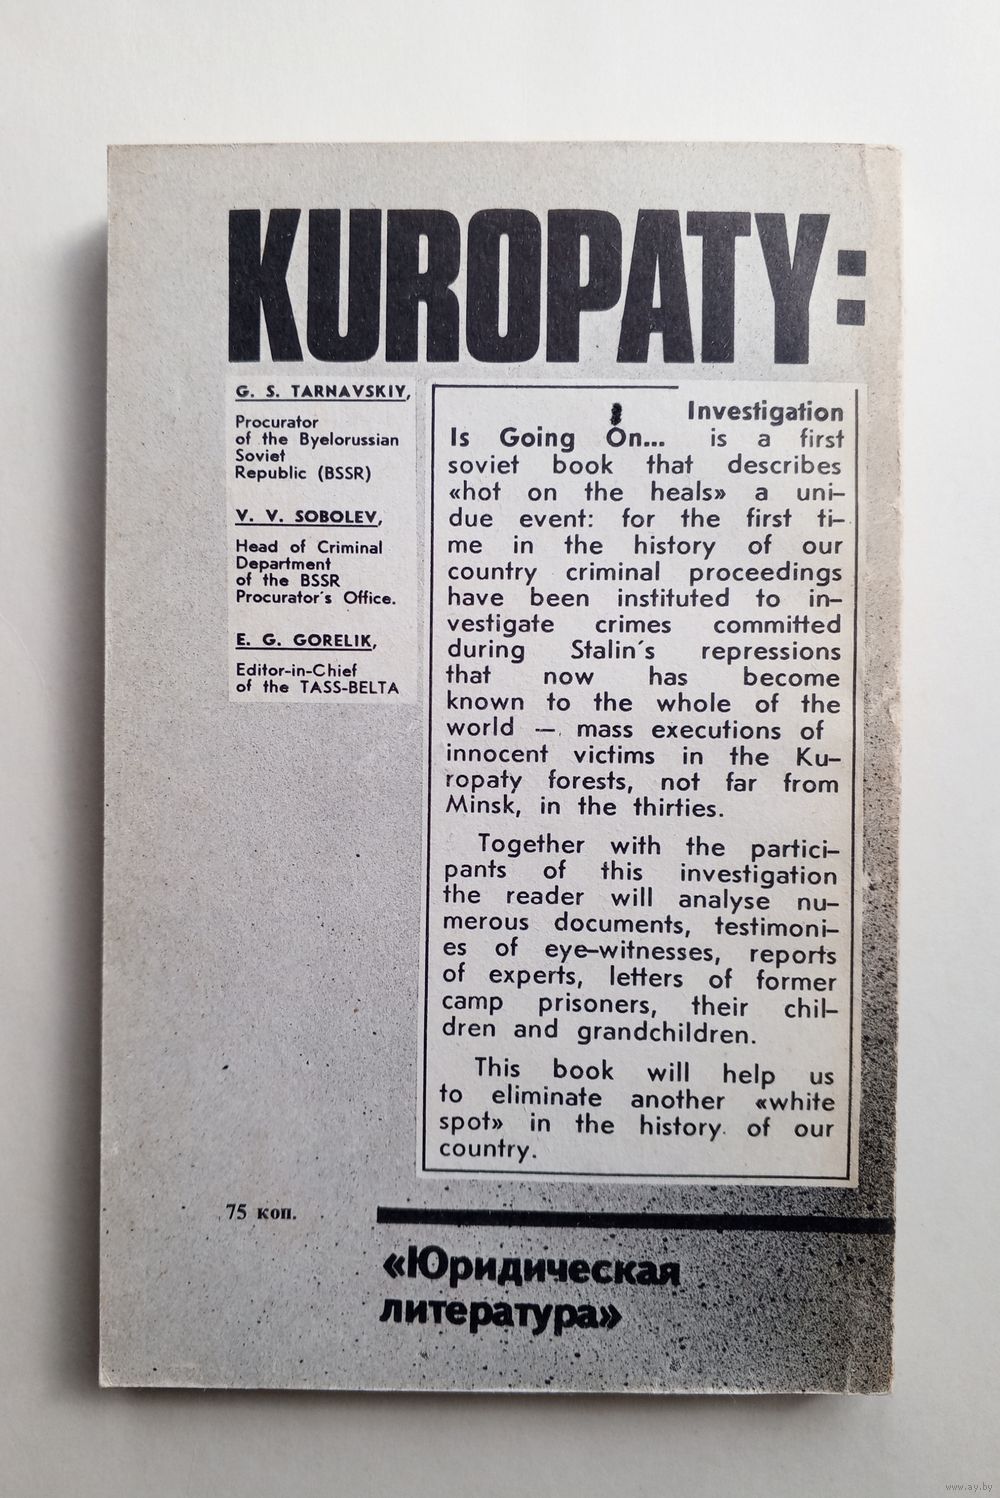 KUROPATY:
G. S. TARNAVSKIY,
Procurator
of the Byelorussian
Soviet
Republic (BSSR)
V. V. SOBOLEV,
Head of Criminal
Department
of the BSSR
Procurator's Office.
E. G. GORELIK,
Editor-in-Chief
of the TASS-BELTA
Investigation
Is Going On... is a first
soviet book that describes
«hot on the heals» a uni-
due event: for the first ti-
me in the history of our
country criminal proceedings
have been instituted to in-
vestigate crimes committed
during Stalin's repressions
that now has become
known to the whole of the
world — mass executions of
innocent victims in the Ku-
ropaty forests, not far from
Minsk, in the thirties.
Together with the partici-
pants of this investigation
the reader will analyse nu-
merous documents, testimoni-
es of eye-witnesses, reports
of experts, letters of former
camp prisoners, their chil-
dren and grandchildren.
This book will help us
to eliminate another «white
spot» in the history of our
country.
75 коп.
«Юридическая
литература»
www.ay.by